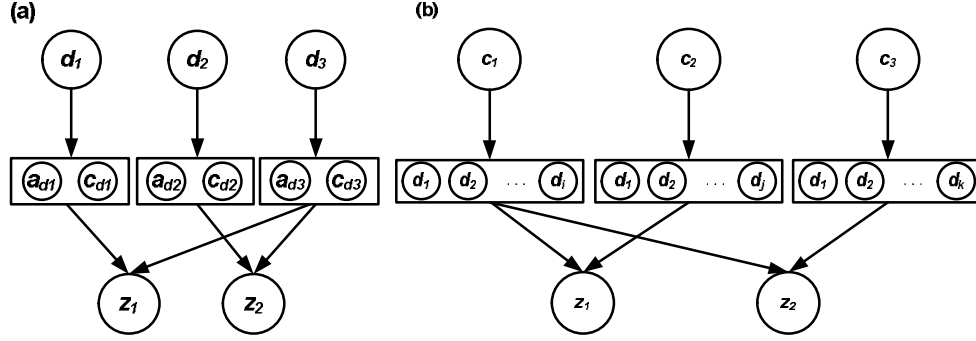 (a)
(b)
d1 d2 d3
c1 c2 c3
ad1 cd1 ad2 cd2 ad3 cd3
d1 d2 ... di d1 d2 ... dj d1 d2 ... dk
z1 z2
z1 z2